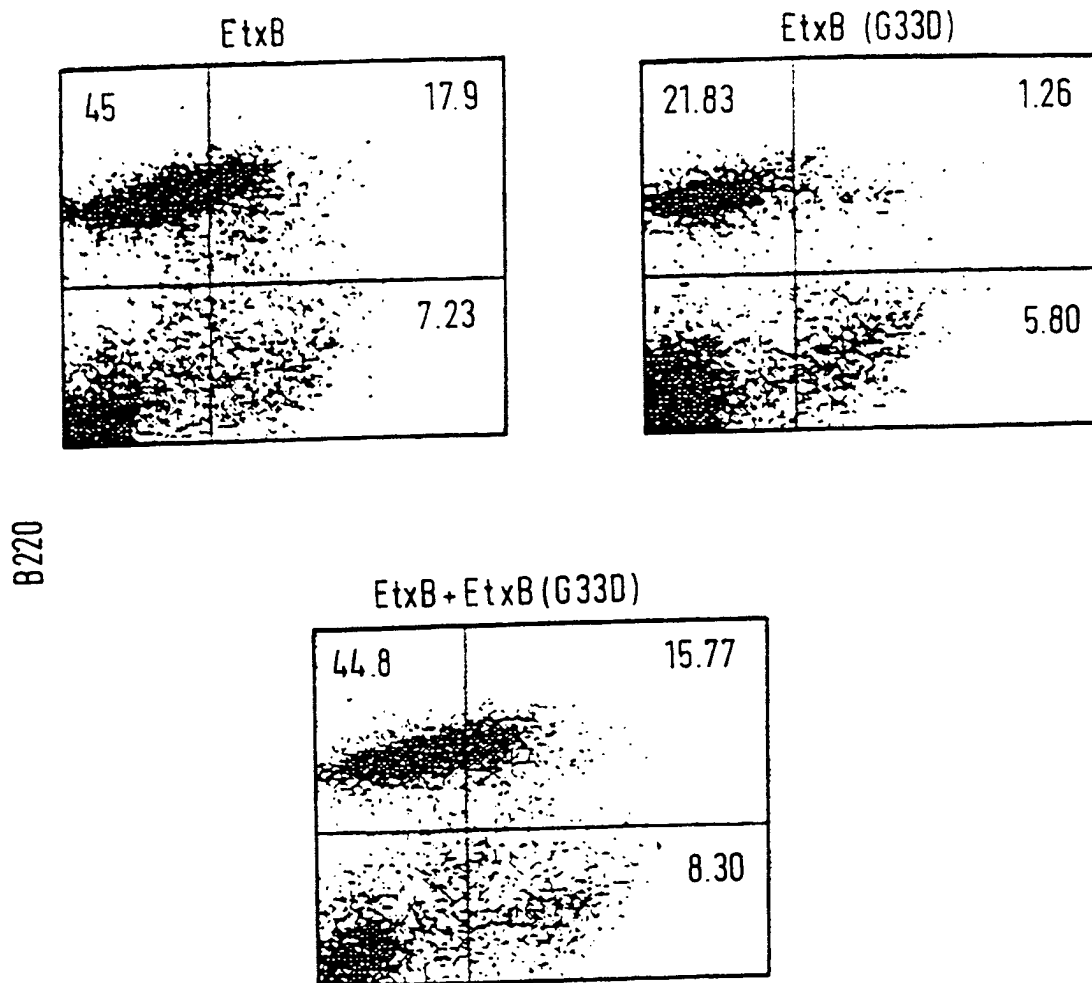 EtxB
EtxB (G33D)
45 17.9
21.83 1.26
7.23
5.80
B220
EtxB + EtxB (G33D)
44.8 15.77
8.30